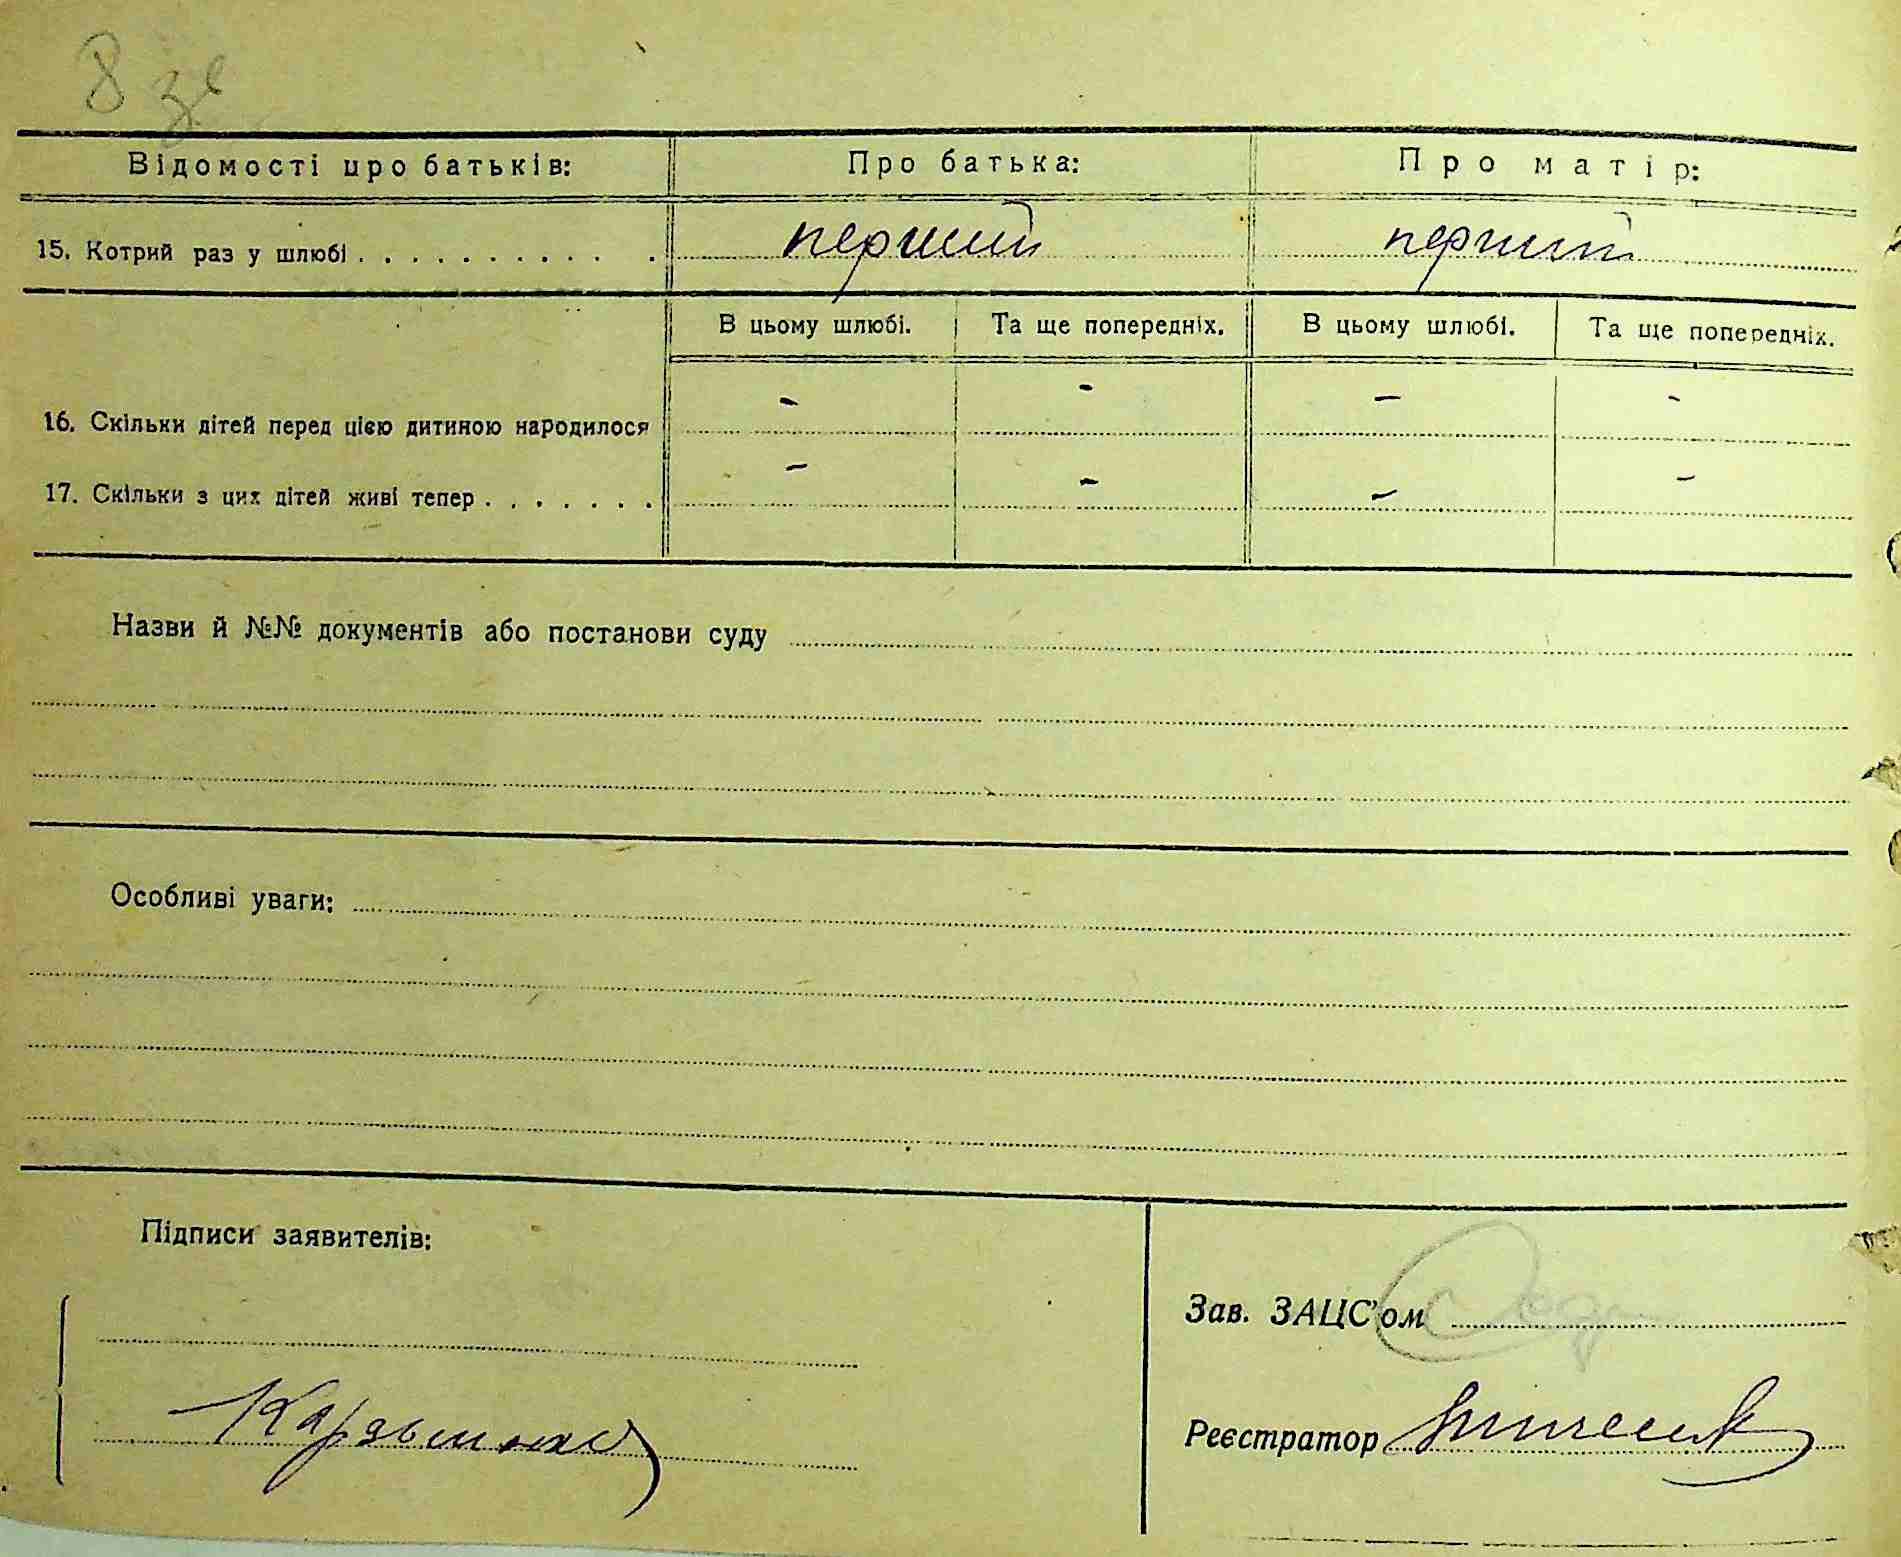 8 зв
Відомості про батьків: Про батька: Про матір:
15. Котрий раз у шлюбі . . . . . . . . . . . перший перший
В цьому шлюбі. Та ще попередніх. В цьому шлюбі. Та ще попередніх.
16. Скільки дітей перед цією дитиною народилося - - - -
17. Скільки з цих дітей живі тепер . . . . . . . - - - -
Назви й №№ документів або постанови суду
Особливі уваги:
Підписи заявителів:
Зав. ЗАЦС'ом
Реєстратор